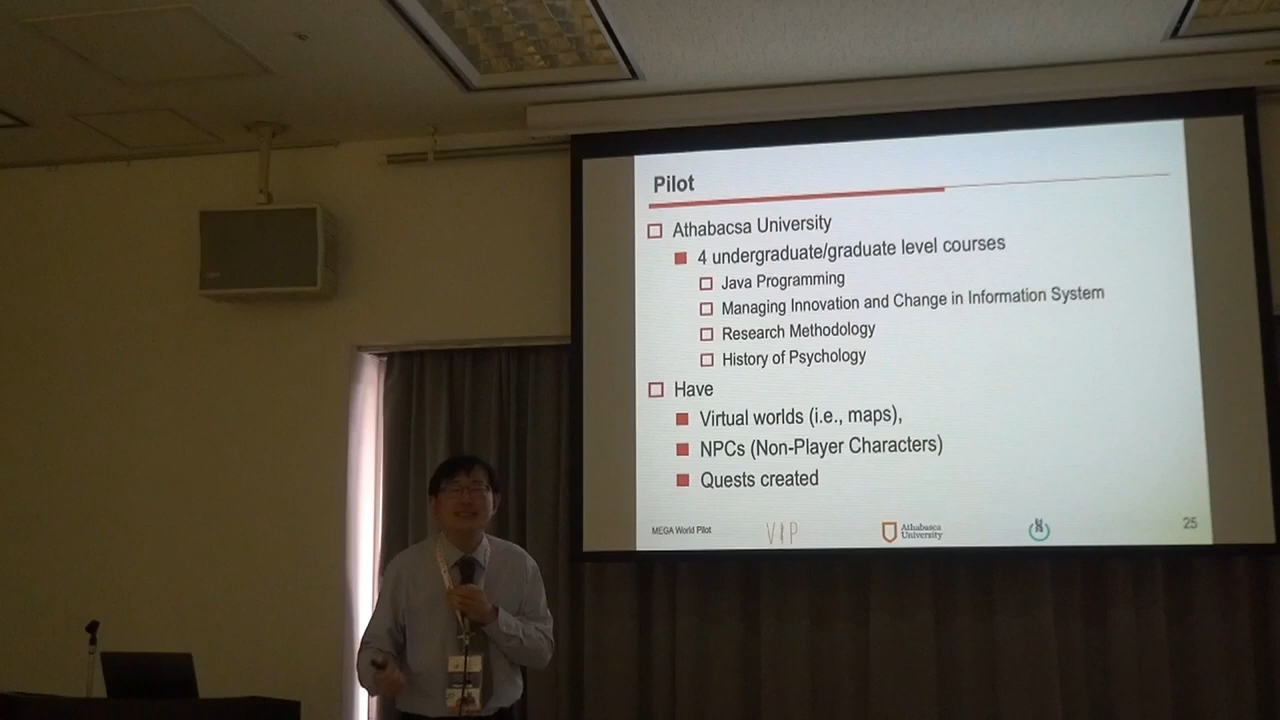 Pilot
Athabacsa University
4 undergraduate/graduate level courses
Java Programming
Managing Innovation and Change in Information System
Research Methodology
History of Psychology
Have
Virtual worlds (i.e., maps),
NPCs (Non-Player Characters)
Quests created
MEGA World Pilot
VIP
Athabasca
University
25